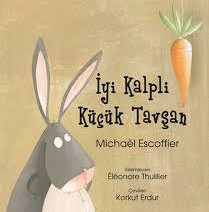 İyi Kalpli
Küçük Tavşan
Michaël Escoffier
Resimleyen
Éléonore Thuillier
Çeviren
Korkut Erdur